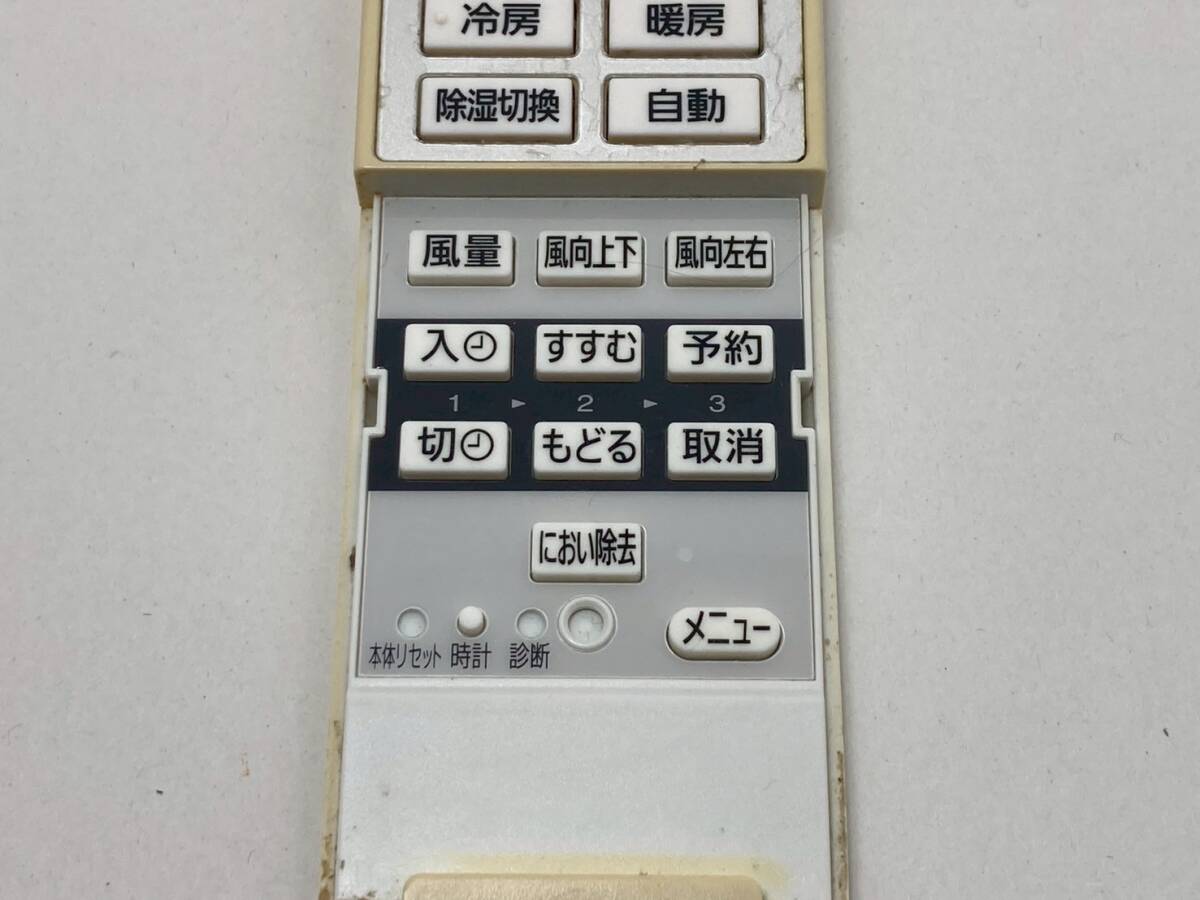 冷房 暖房
除湿切換 自動
風量 風向上下 風向左右
入 すすむ 予約
1 ► 2 ► 3
切 もどる 取消
におい除去
メニュー
本体リセット 時計 診断